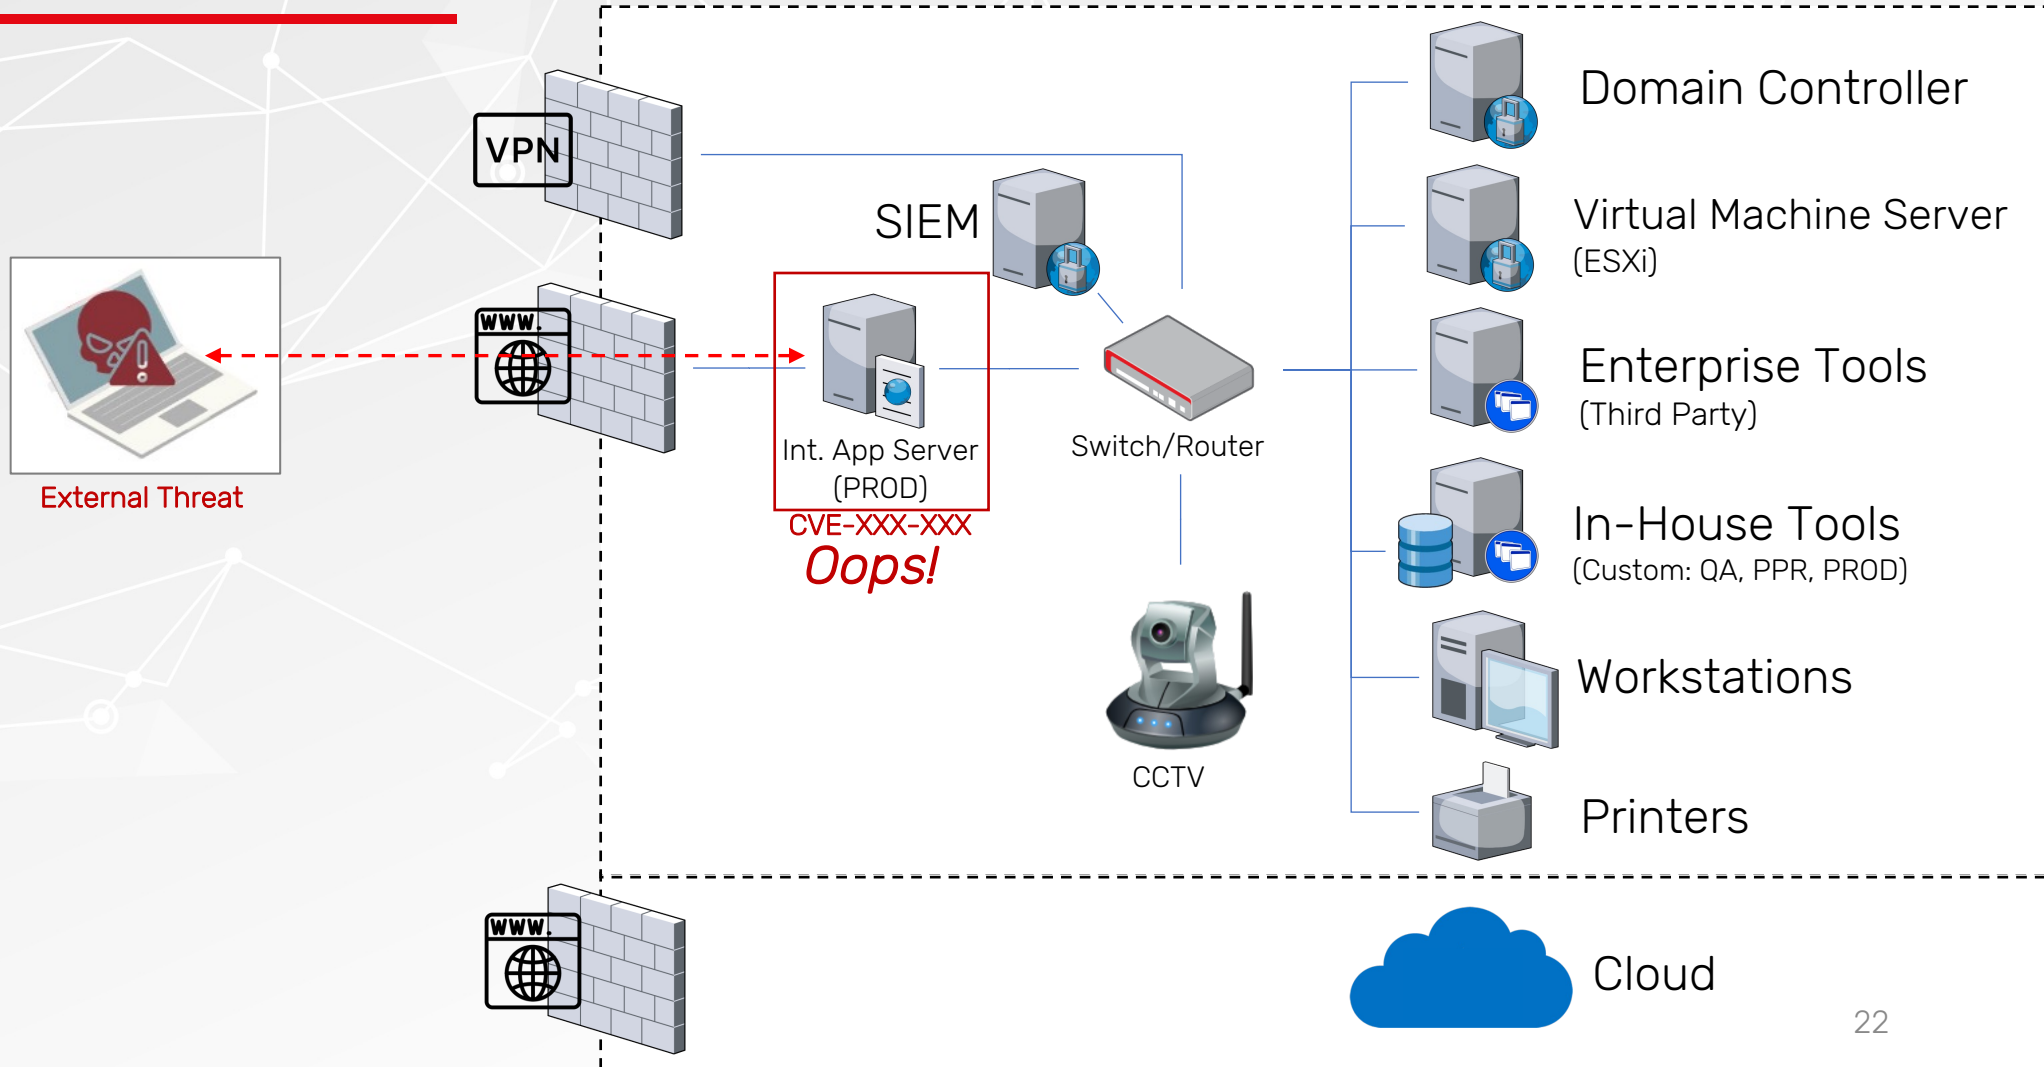 VPN
SIEM
WWW.
External Threat
Int. App Server
(PROD)
CVE-XXX-XXX
Oops!
Switch/Router
CCTV
Domain Controller
Virtual Machine Server
(ESXi)
Enterprise Tools
(Third Party)
In-House Tools
(Custom: QA, PPR, PROD)
Workstations
Printers
WWW.
Cloud
22